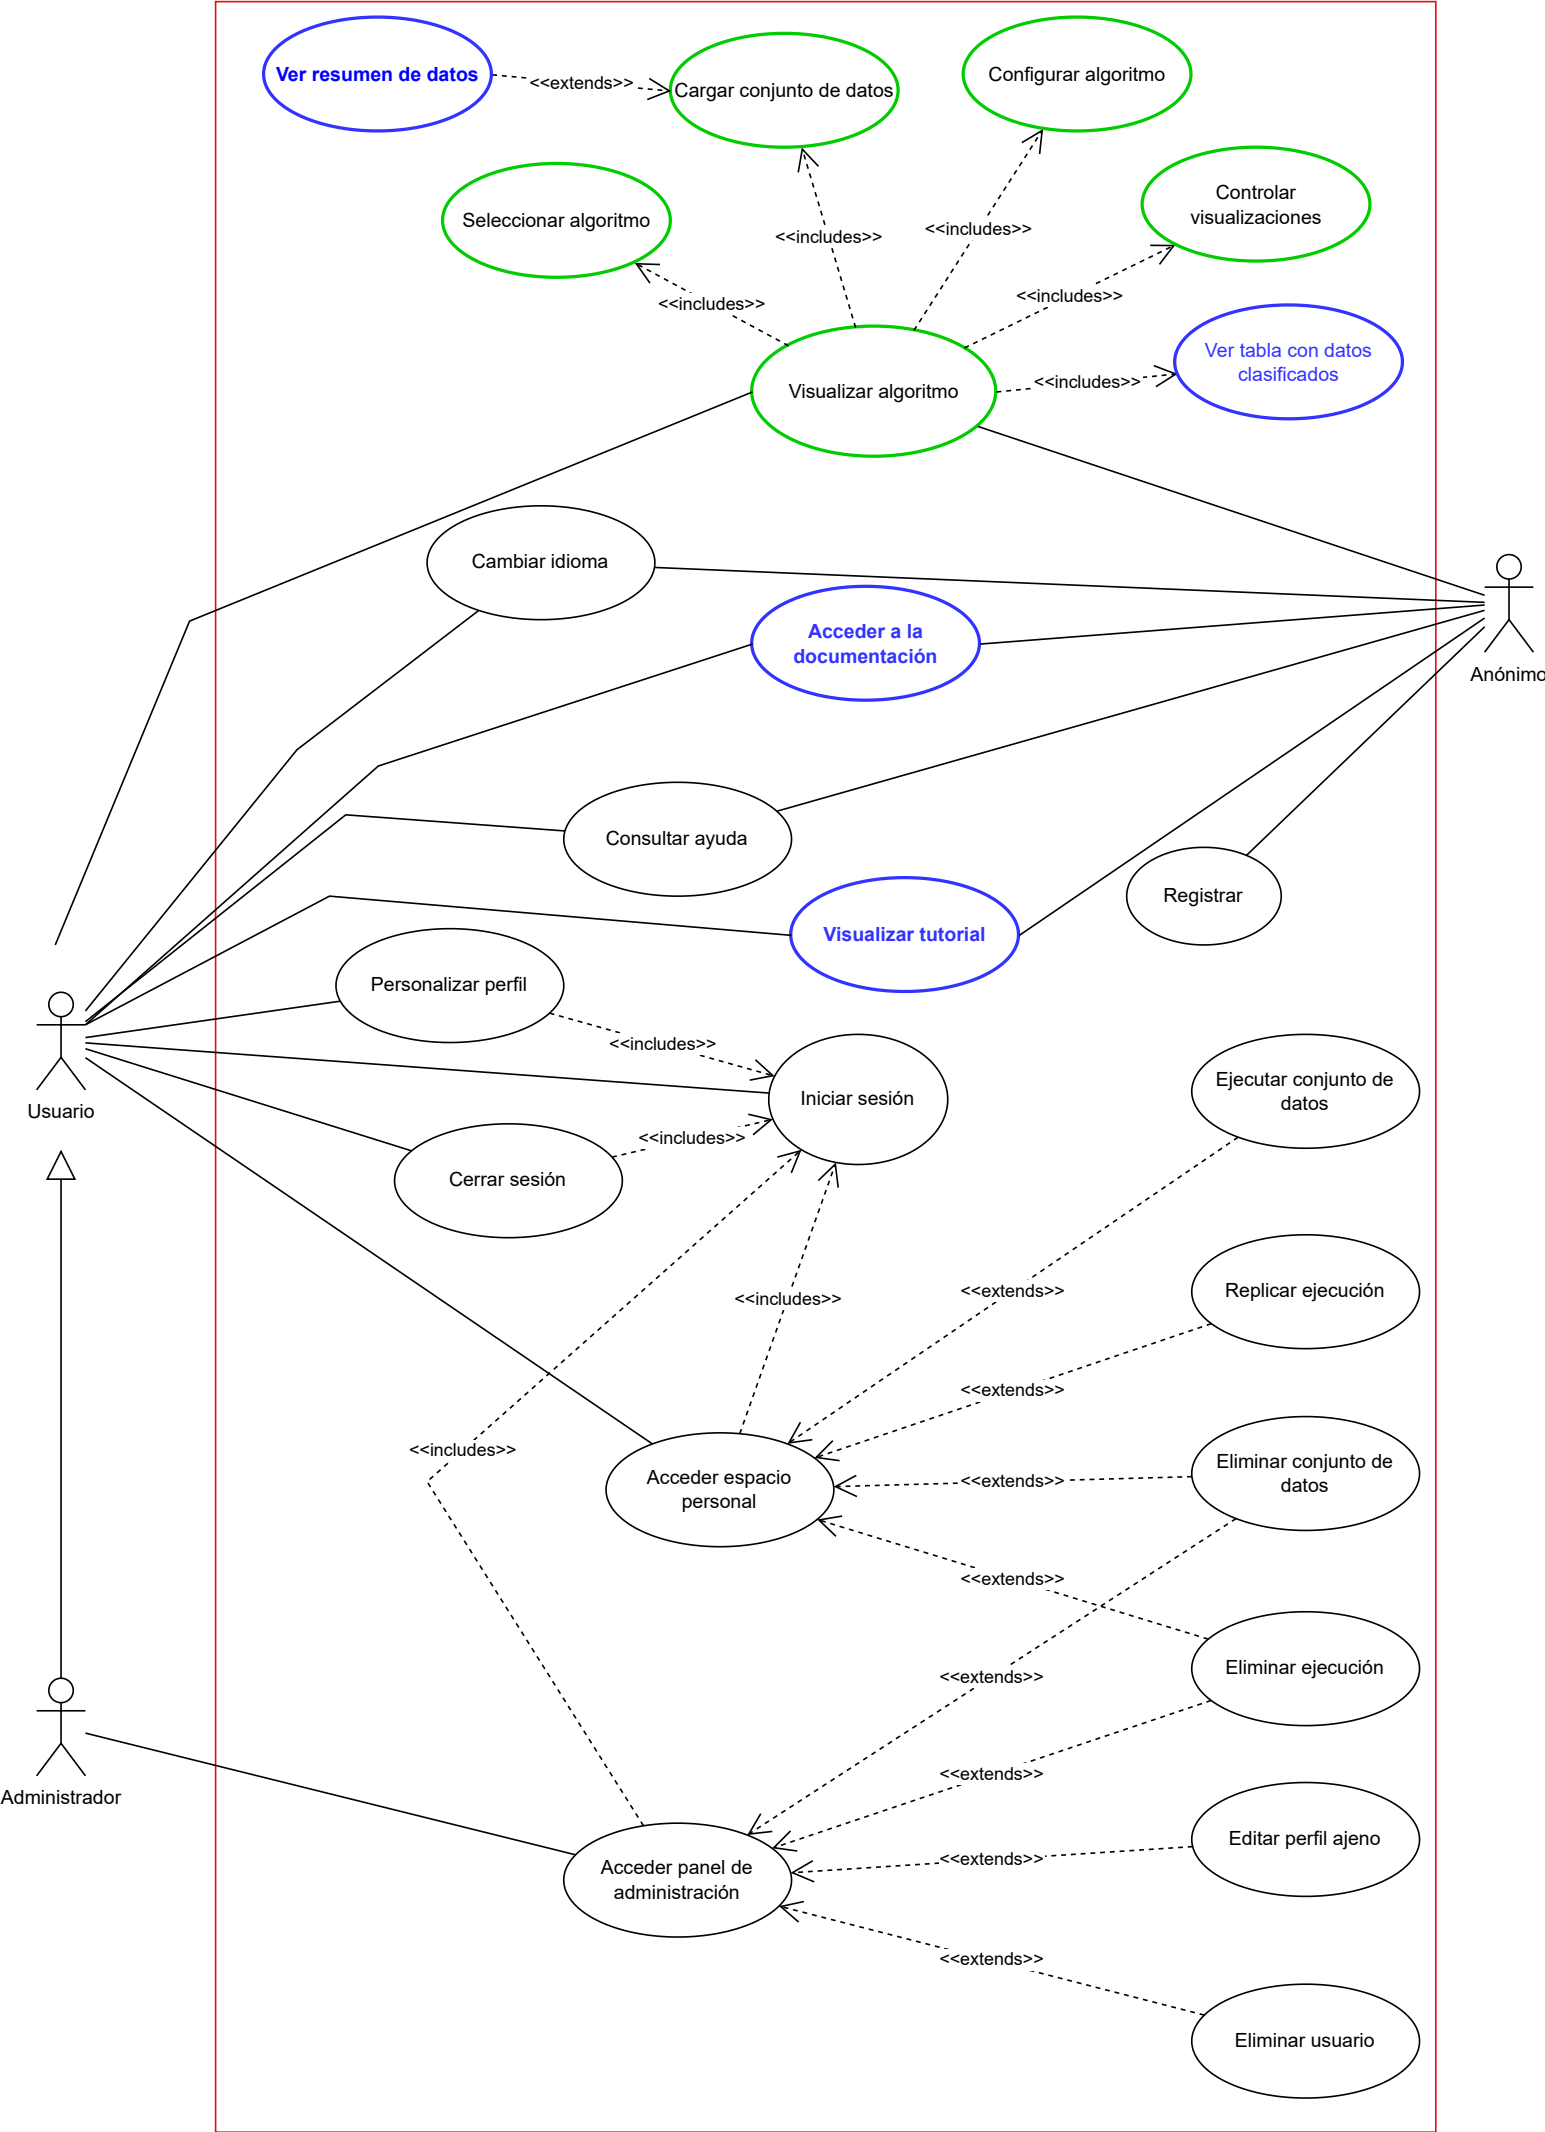 Ver resumen de datos
<<extends>>
Cargar conjunto de datos
Configurar algoritmo
Seleccionar algoritmo
Controlar
visualizaciones
<<includes>>
<<includes>>
<<includes>>
<<includes>>
Ver tabla con datos
clasificados
<<includes>>
Visualizar algoritmo
Cambiar idioma
Acceder a la
documentación
Anónimo
Consultar ayuda
Registrar
Visualizar tutorial
Personalizar perfil
<<includes>>
Usuario
Iniciar sesión
Ejecutar conjunto de
datos
<<includes>>
Cerrar sesión
<<extends>>
Replicar ejecución
<<includes>>
<<extends>>
<<includes>>
Acceder espacio
personal
<<extends>>
Eliminar conjunto de
datos
<<extends>>
<<extends>>
Eliminar ejecución
<<extends>>
Administrador
Editar perfil ajeno
<<extends>>
Acceder panel de
administración
<<extends>>
Eliminar usuario